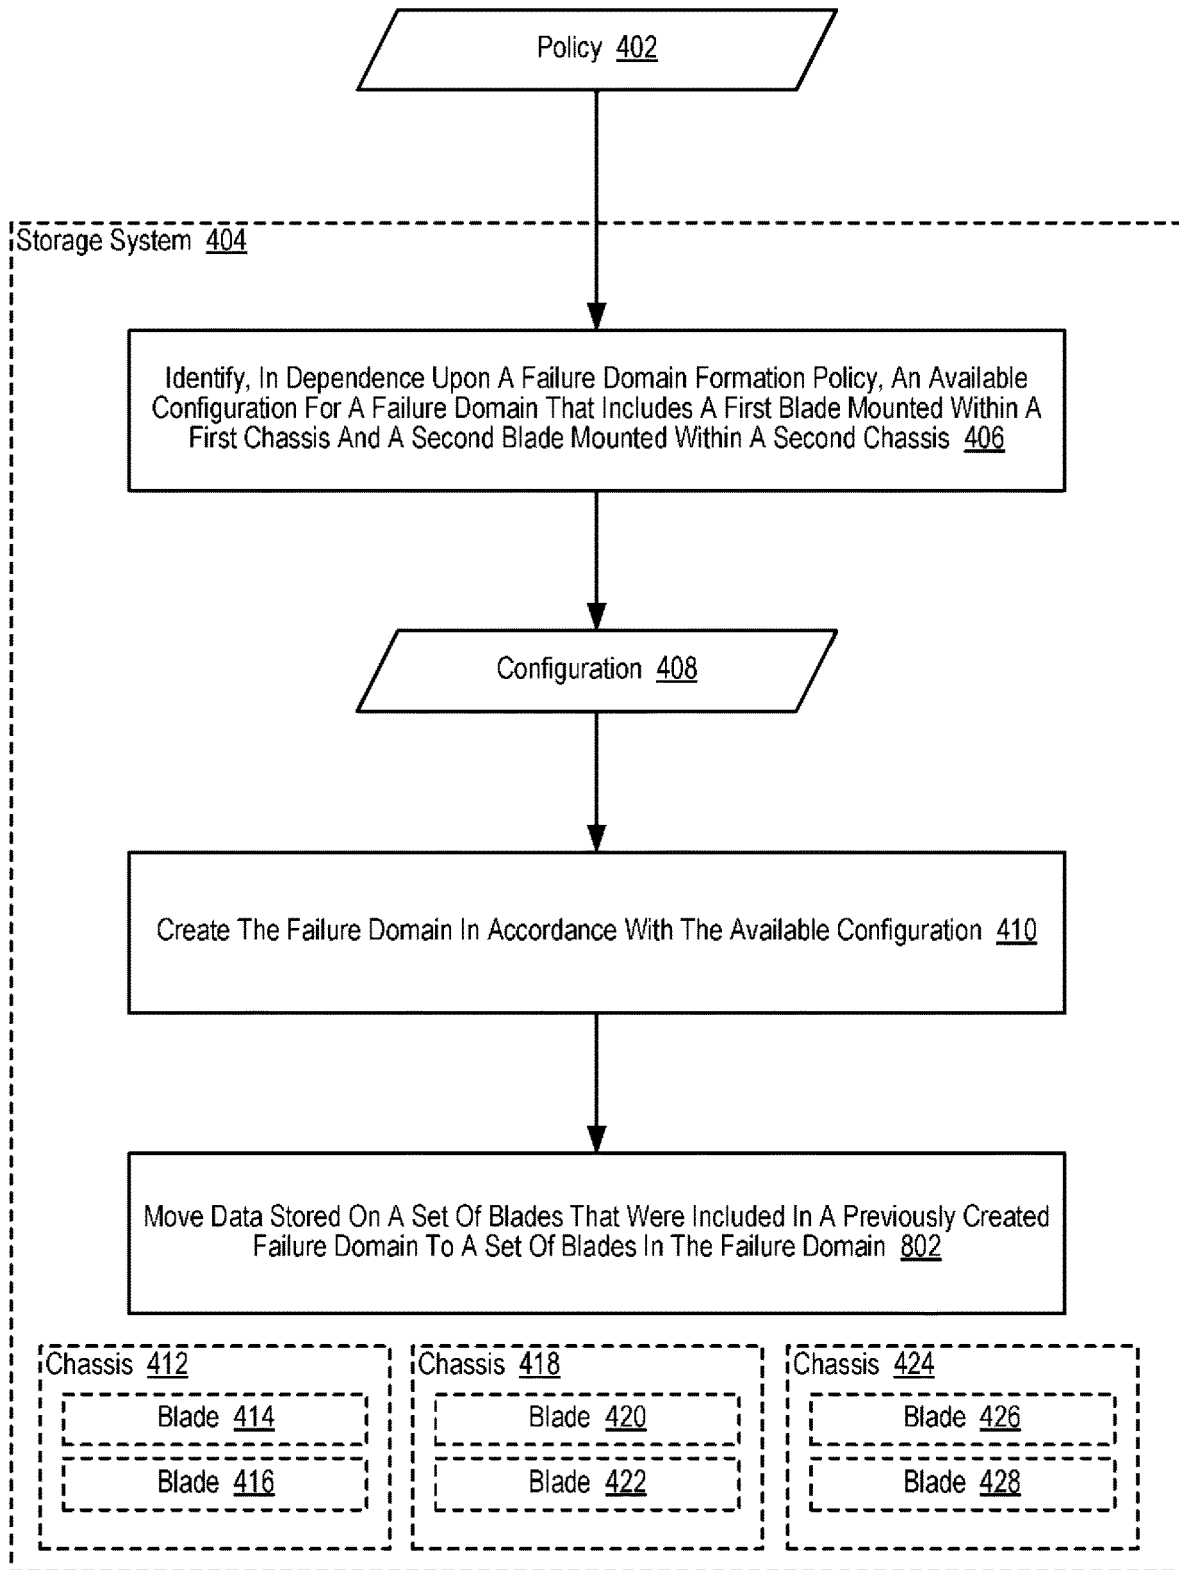 Policy 402
Storage System 404
Identify, In Dependence Upon A Failure Domain Formation Policy, An Available
Configuration For A Failure Domain That Includes A First Blade Mounted Within A
First Chassis And A Second Blade Mounted Within A Second Chassis 406
Configuration 408
Create The Failure Domain In Accordance With The Available Configuration 410
Move Data Stored On A Set Of Blades That Were Included In A Previously Created
Failure Domain To A Set Of Blades In The Failure Domain 802
Chassis 412
Blade 414
Blade 416
Chassis 418
Blade 420
Blade 422
Chassis 424
Blade 426
Blade 428